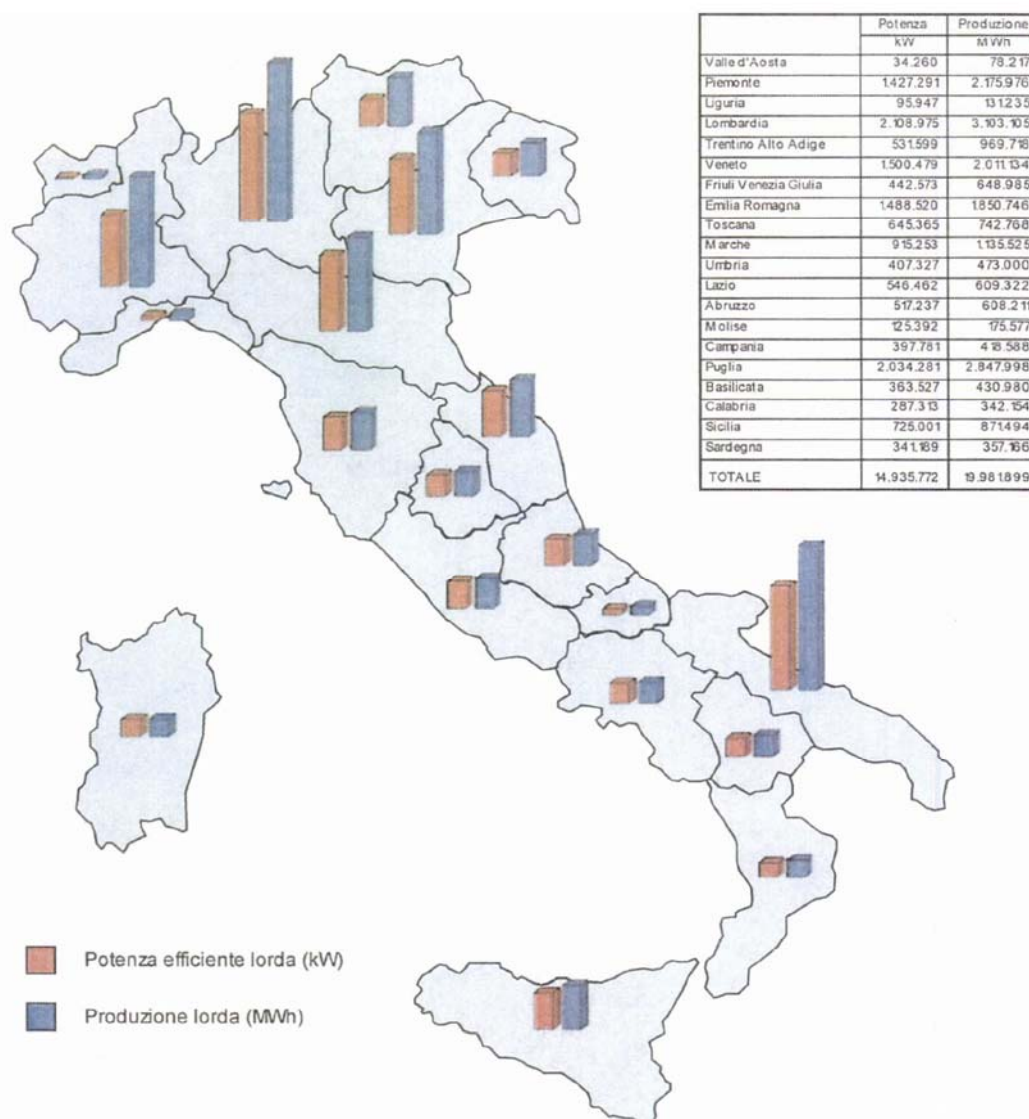 Potenza Produzione
kW MWh
Valle d'Aosta 34.260 78.217
Piemonte 1.427.291 2.175.976
Liguria 95.947 131.235
Lombardia 2.108.975 3.103.105
Trentino Alto Adige 531.599 969.718
Veneto 1.500.479 2.011.134
Friuli Venezia Giulia 442.573 648.985
Emilia Romagna 1.488.520 1.850.746
Toscana 645.365 742.768
Marche 915.253 1.135.525
Umbria 407.327 473.000
Lazio 546.462 609.322
Abruzzo 517.237 608.211
Molise 125.392 175.577
Campania 397.781 418.588
Puglia 2.034.281 2.847.998
Basilicata 363.527 430.980
Calabria 287.313 342.154
Sicilia 725.001 871.494
Sardegna 341.189 357.166
TOTALE 14.935.772 19.981.899
Potenza efficiente lorda (kW)
Produzione lorda (MWh)